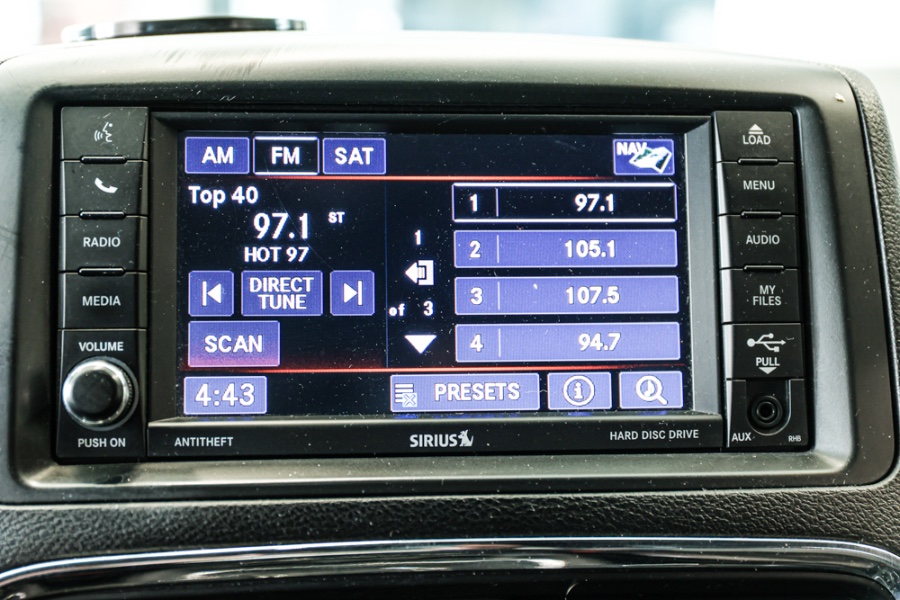 AM FM SAT
NAV
Top 40
97.1 ST
HOT 97
DIRECT
TUNE
SCAN
1
of 3
1 97.1
2 105.1
3 107.5
4 94.7
4:43
PRESETS
i
RADIO
MEDIA
VOLUME
PUSH ON
ANTITHEFT
SIRIUS
HARD DISC DRIVE
LOAD
MENU
AUDIO
MY
FILES
PULL
AUX
RHB